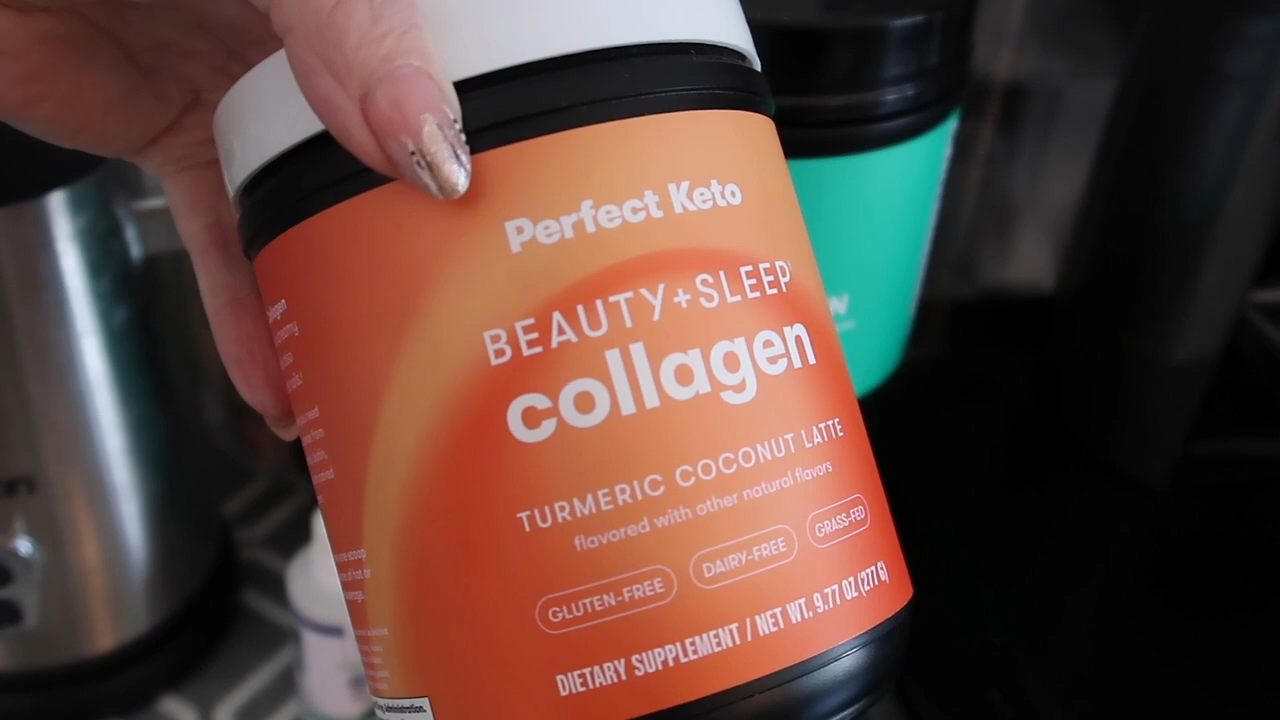 Perfect Keto
BEAUTY+SLEEP
collagen
TURMERIC COCONUT LATTE
flavored with other natural flavors
GLUTEN-FREE
DAIRY-FREE
GRASS-FED
DIETARY SUPPLEMENT / NET WT. 9.77 OZ (277 G)